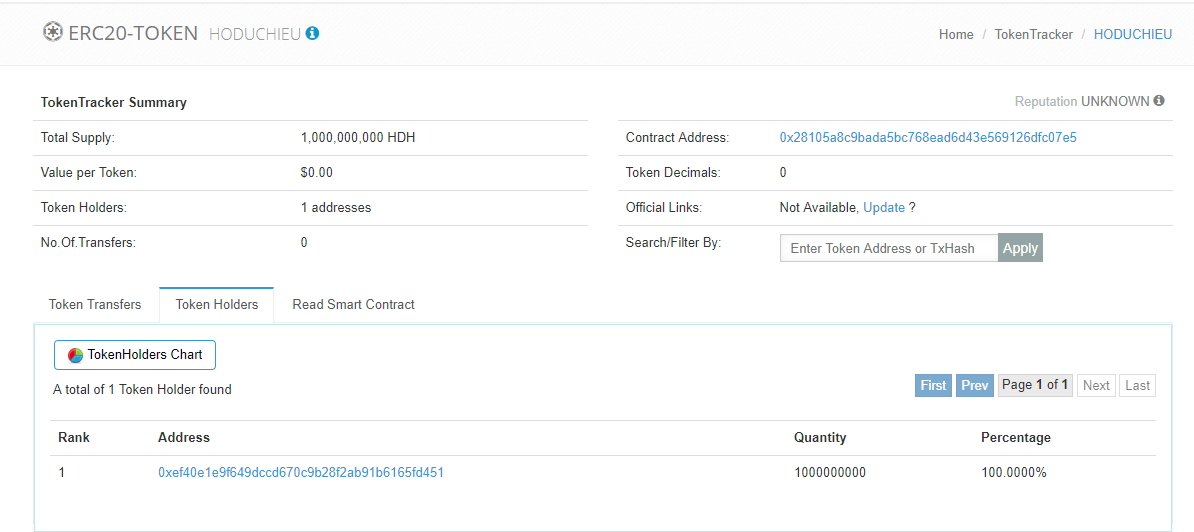 ERC20-TOKEN HODUCHIEU
Home / TokenTracker / HODUCHIEU
TokenTracker Summary
Reputation UNKNOWN
Total Supply: 1,000,000,000 HDH
Contract Address: 0x28105a8c9bada5bc768ead6d43e569126dfc07e5
Value per Token: $0.00
Token Decimals: 0
Token Holders: 1 addresses
Official Links: Not Available, Update ?
No.Of.Transfers: 0
Search/Filter By: Enter Token Address or TxHash Apply
Token Transfers Token Holders Read Smart Contract
TokenHolders Chart
A total of 1 Token Holder found
First Prev Page 1 of 1 Next Last
Rank Address Quantity Percentage
1 0xef40e1e9f649dccd670c9b28f2ab91b6165fd451 1000000000 100.0000%